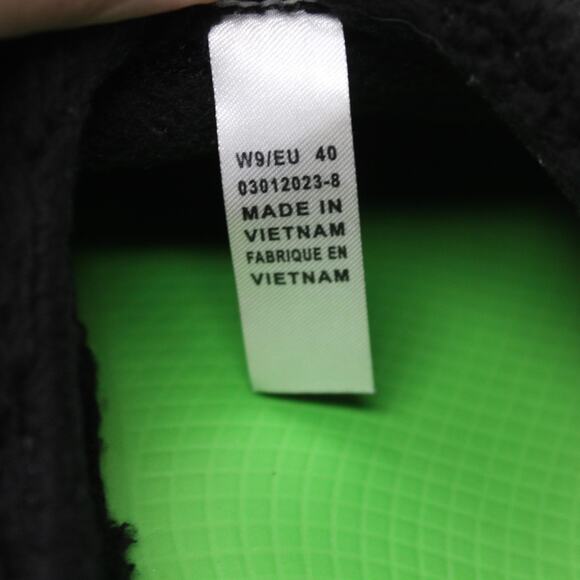 W9/EU 40
03012023-8
MADE IN
VIETNAM
FABRIQUE EN
VIETNAM